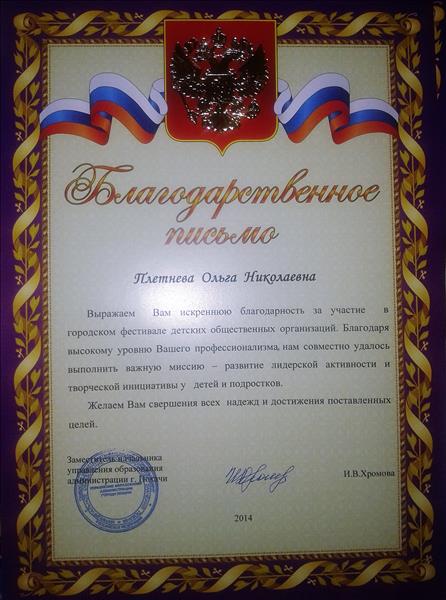 Благодарственное
письмо
Плетнева Ольга Николаевна
Выражаем Вам искреннюю благодарность за участие в
городском фестивале детских общественных организаций. Благодаря
высокому уровню Вашего профессионализма, нам совместно удалось
выполнить важную миссию – развитие лидерской активности и
творческой инициативы у детей и подростков.
Желаем Вам свершения всех надежд и достижения поставленных
целей.
Заместитель начальника
управления образования
администрации г. Покачи
И.В.Хромова
2014